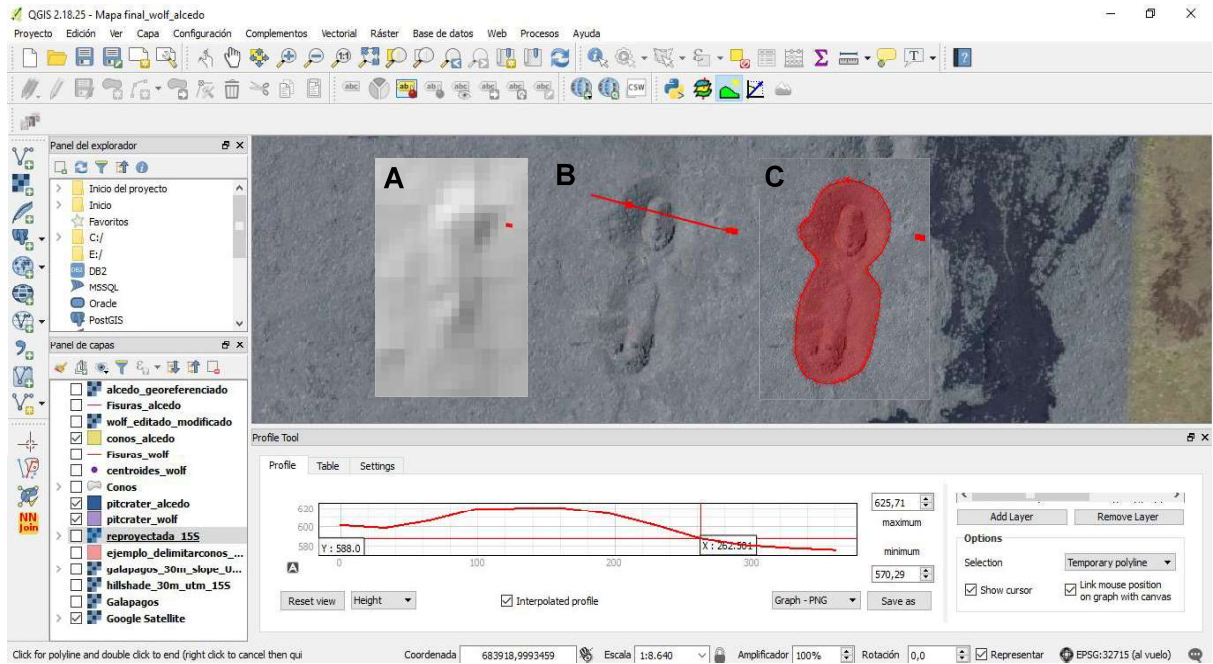 QGIS 2.18.25 - Mapa final_wolf_alcedo
Proyecto Edición Ver Capa Configuración Complementos Vectorial Ráster Base de datos Web Procesos Ayuda
abc
CSW
Panel del explorador
Inicio del proyecto
Inicio
Favoritos
C:/
E:/
DB2
MSSQL
Oracle
PostGIS
Panel de capas
alcedo_georeferenciado
Fisuras_alcedo
wolf_editado_modificado
conos_alcedo
Fisuras_wolf
centroides_wolf
Conos
pitcrater_alcedo
pitcrater_wolf
reproyectada_15S
ejemplo_delimitarconos_...
galapagos_30m_slope_U...
hillshade_30m_utm_15S
Galapagos
Google Satellite
NN
Join
A
B
C
Profile Tool
Profile Table Settings
620
600
580
Y : 588.0
X : 262.501
0 100 200 300
A
625,71
maximum
minimum
570,29
Reset view Height Interpolated profile Graph - PNG Save as
Add Layer Remove Layer
Options
Selection Temporary polyline
Show cursor Link mouse position
on graph with canvas
Click for polyline and double click to end (right click to cancel then qui Coordenada 683918,9993459 Escala 1:8.640 Amplificador 100% Rotación 0,0 Representar EPSG:32715 (al vuelo)